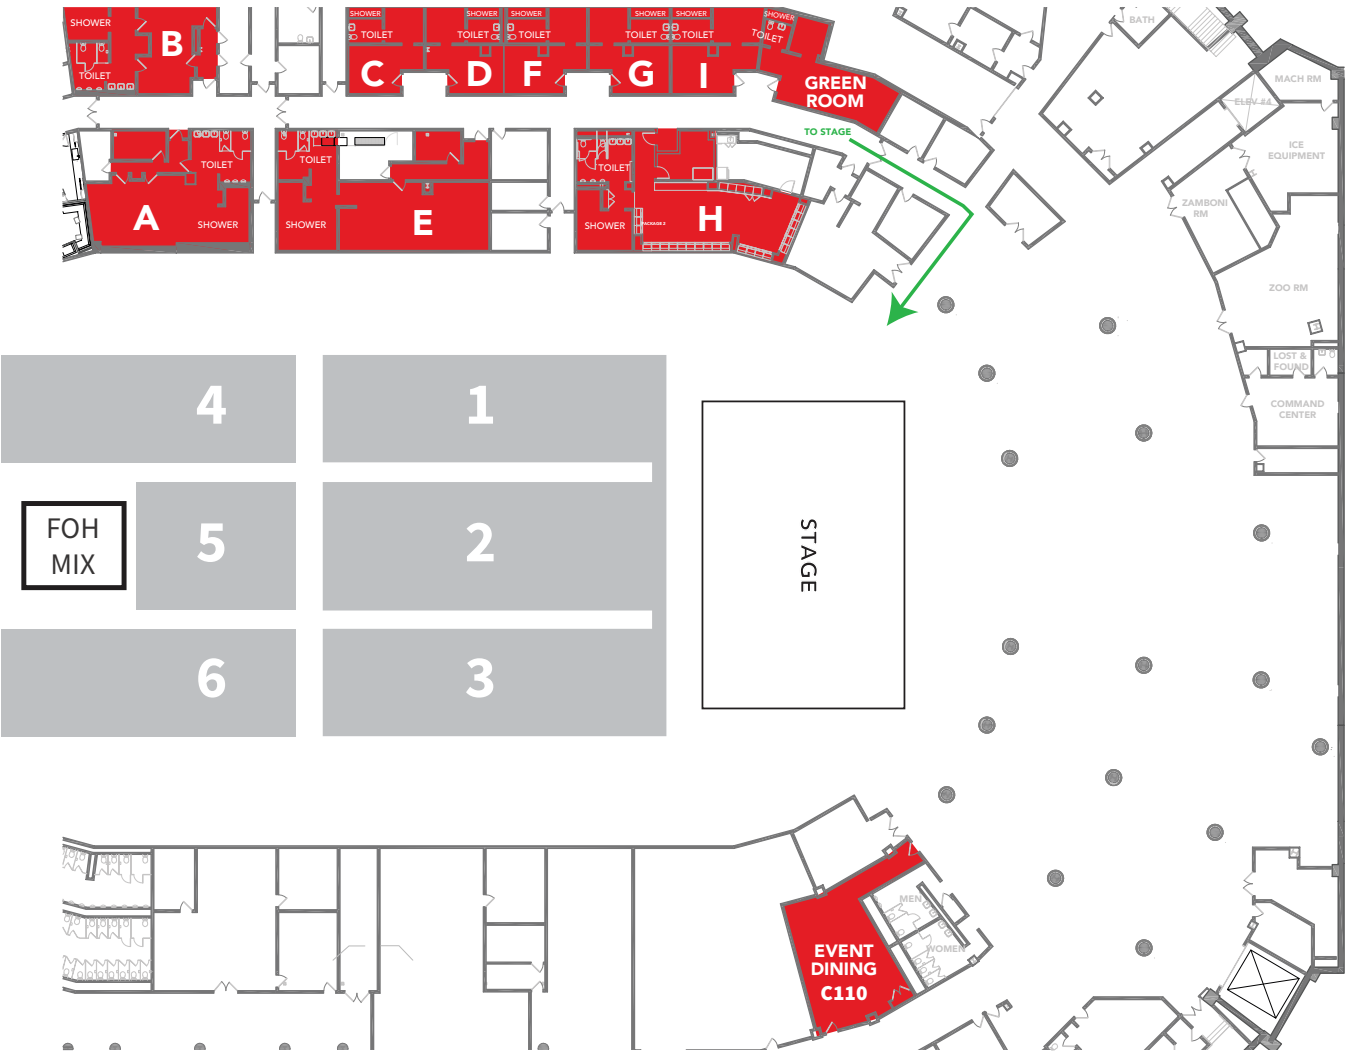 SHOWER
B
TOILET
SHOWER
TOILET
C
SHOWER
TOILET
D
SHOWER
TOILET
F
SHOWER
TOILET
G
SHOWER
TOILET
I
SHOWER
TOILET
GREEN
ROOM
BATH
MACH RM
ELEV #4
TO STAGE
ICE
EQUIPMENT
TOILET
A
SHOWER
TOILET
SHOWER
E
TOILET
SHOWER
PACKAGE 2
H
ZAMBONI
RM
ZOO RM
LOST &
FOUND
COMMAND
CENTER
4
1
FOH
MIX
5
2
STAGE
6
3
MEN
WOMEN
EVENT
DINING
C110